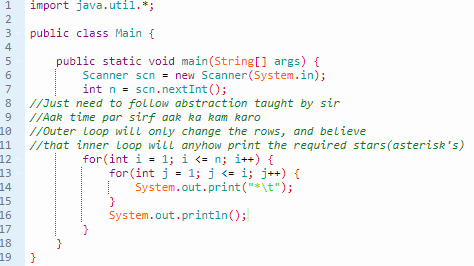 1 import java.util.*;
2
3 public class Main {
4
5 public static void main(String[] args) {
6 Scanner scn = new Scanner(System.in);
7 int n = scn.nextInt();
8 //Just need to follow abstraction taught by sir
9 //Aak time par sirf aak ka kam karo
10 //Outer loop will only change the rows, and believe
11 //that inner loop will anyhow print the required stars(asterisk's)
12 for(int i = 1; i <= n; i++) {
13 for(int j = 1; j <= i; j++) {
14 System.out.print("*\t");
15 }
16 System.out.println();
17 }
18 }
19 }